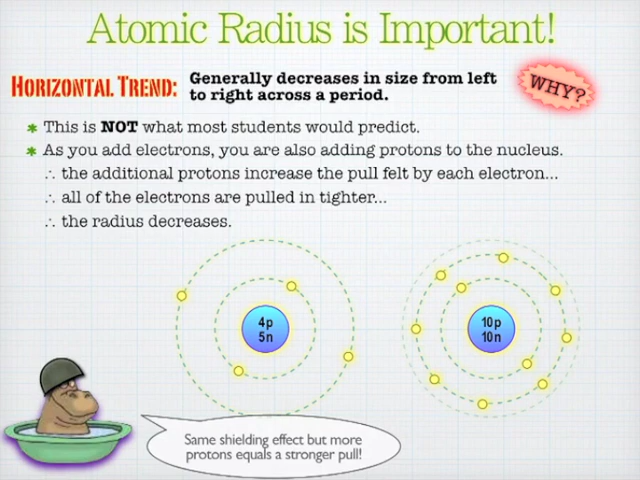 Atomic Radius is Important!
HORIZONTAL TREND:
Generally decreases in size from left
to right across a period.
WHY?
This is NOT what most students would predict.
As you add electrons, you are also adding protons to the nucleus.
∴ the additional protons increase the pull felt by each electron...
∴ all of the electrons are pulled in tighter...
∴ the radius decreases.
4p
5n
10p
10n
Same shielding effect but more
protons equals a stronger pull!